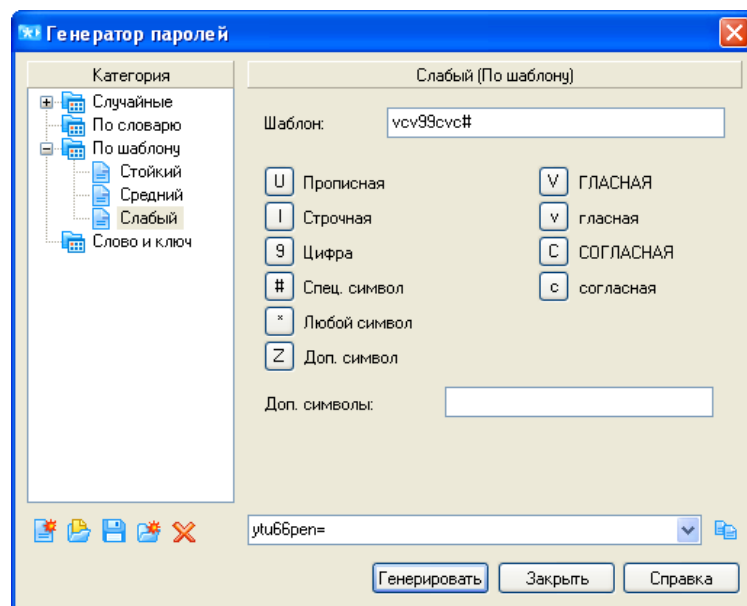 Генератор паролей
Категория
Случайные
По словарю
По шаблону
Стойкий
Средний
Слабый
Слово и ключ
Слабый (По шаблону)
Шаблон: vcv99cvc#
U Прописная
l Строчная
9 Цифра
# Спец. символ
* Любой символ
Z Доп. символ
V ГЛАСНАЯ
v гласная
C СОГЛАСНАЯ
c согласная
Доп. символы:
ytu66pen=
Генерировать Закрыть Справка